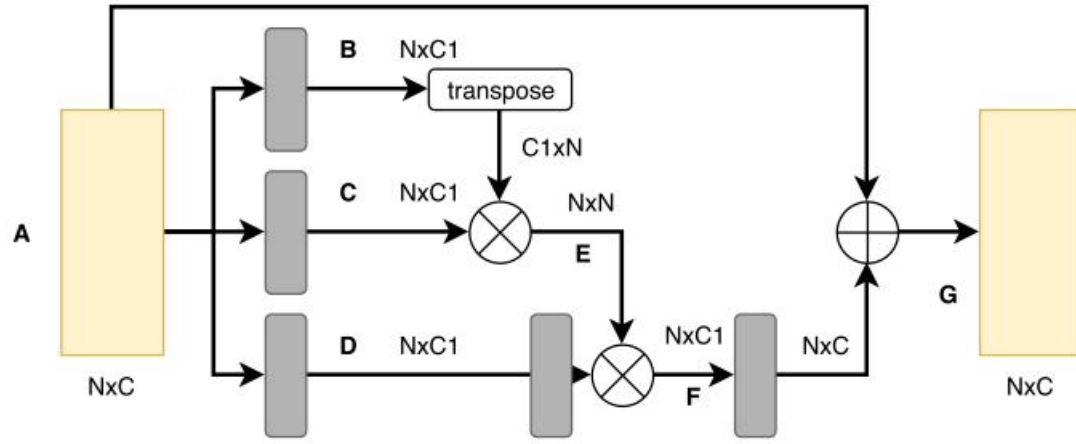 B NxC1
transpose
C1xN
C NxC1
NxN
A
E
G
D NxC1
NxC1
NxC
F
NxC
NxC